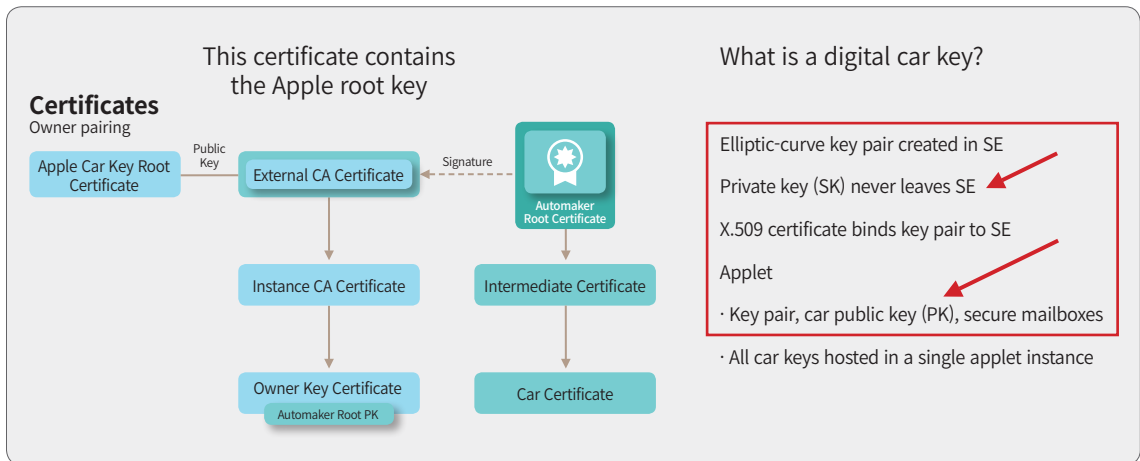 This certificate contains
the Apple root key
Certificates
Owner pairing
Apple Car Key Root
Certificate
Public
Key
External CA Certificate
Signature
Automaker
Root Certificate
Instance CA Certificate
Intermediate Certificate
Owner Key Certificate
Automaker Root PK
Car Certificate
What is a digital car key?
Elliptic-curve key pair created in SE
Private key (SK) never leaves SE
X.509 certificate binds key pair to SE
Applet
· Key pair, car public key (PK), secure mailboxes
· All car keys hosted in a single applet instance